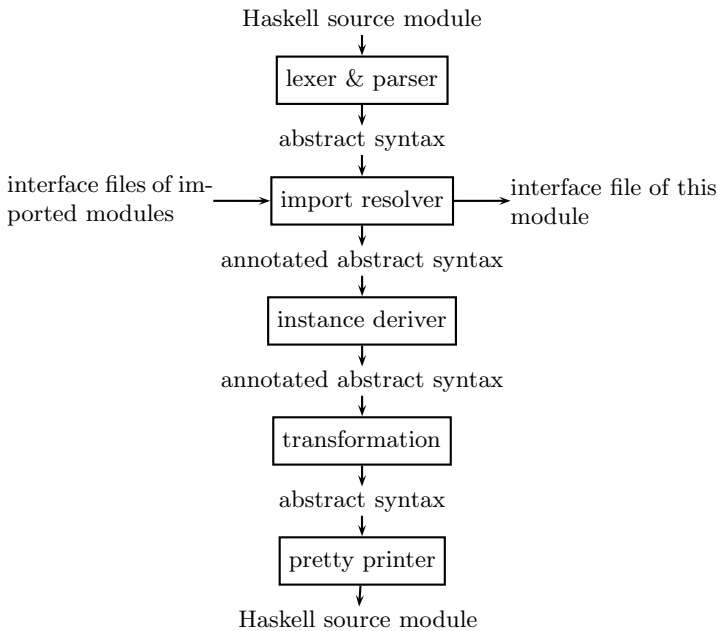 Haskell source module
lexer & parser
abstract syntax
interface files of im-
ported modules
import resolver
interface file of this
module
annotated abstract syntax
instance deriver
annotated abstract syntax
transformation
abstract syntax
pretty printer
Haskell source module